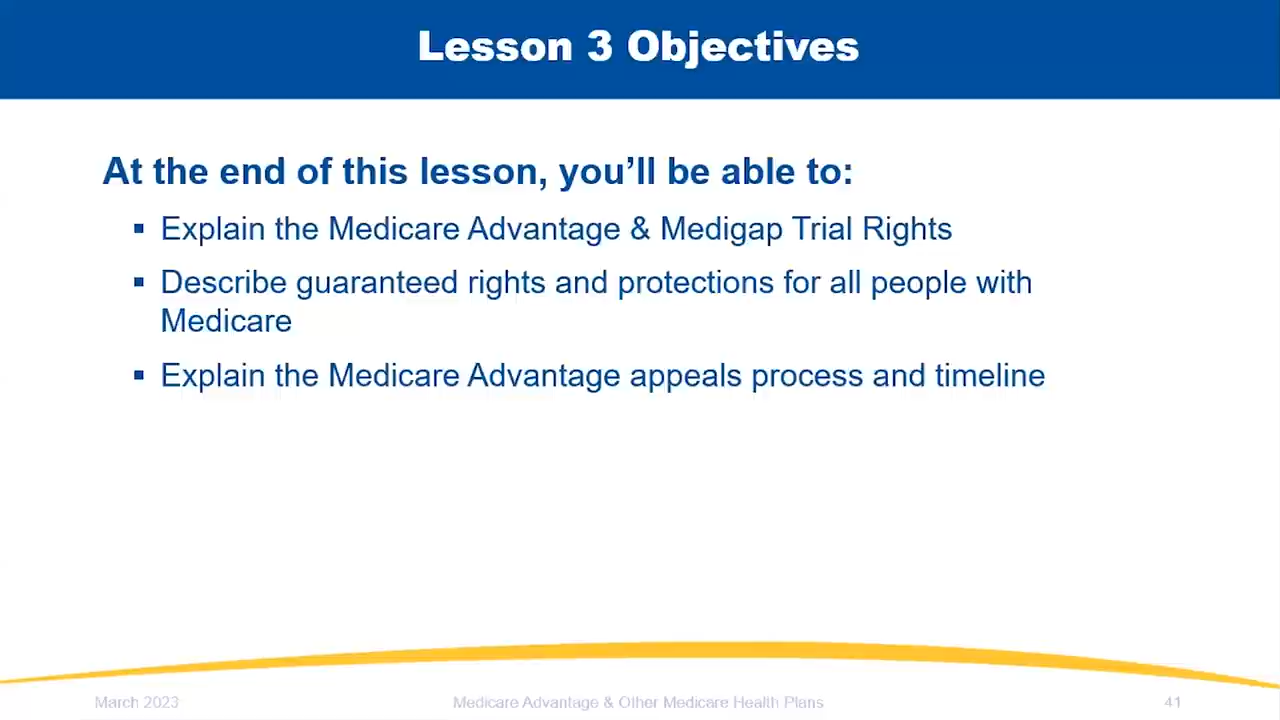 Lesson 3 Objectives
At the end of this lesson, you’ll be able to:
▪ Explain the Medicare Advantage & Medigap Trial Rights
▪ Describe guaranteed rights and protections for all people with
Medicare
▪ Explain the Medicare Advantage appeals process and timeline
March 2023
Medicare Advantage & Other Medicare Health Plans
41